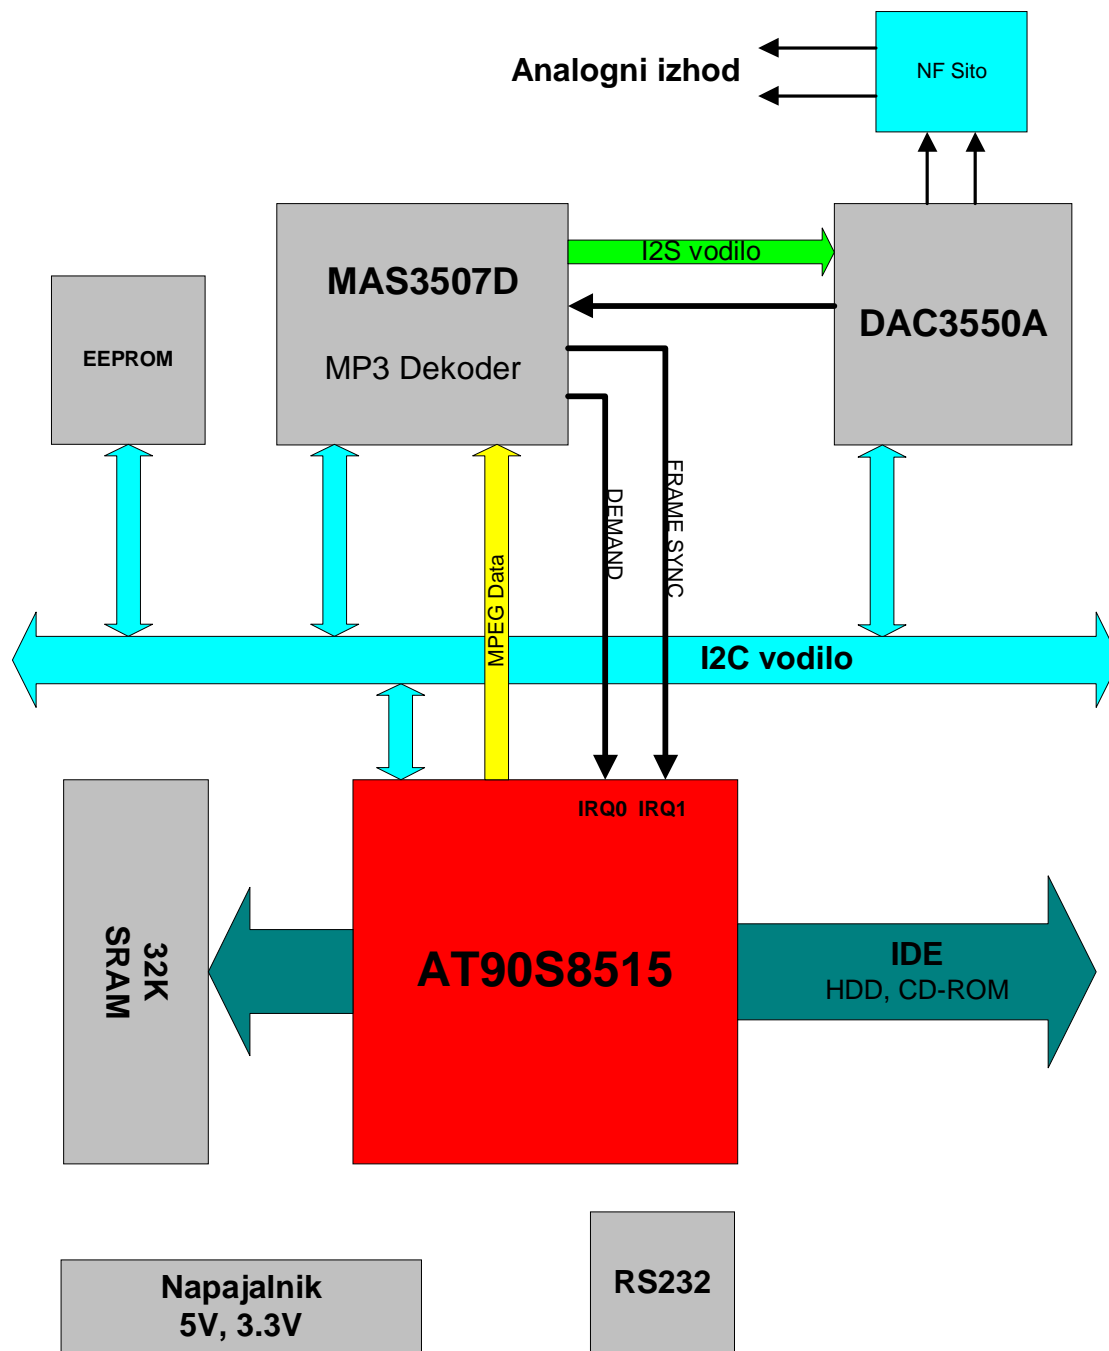 Analogni izhod
NF Sito
MAS3507D
MP3 Dekoder
I2S vodilo
DAC3550A
EEPROM
DEMAND
FRAME SYNC
MPEG Data
I2C vodilo
IRQ0 IRQ1
32K
SRAM
AT90S8515
IDE
HDD, CD-ROM
Napajalnik
5V, 3.3V
RS232